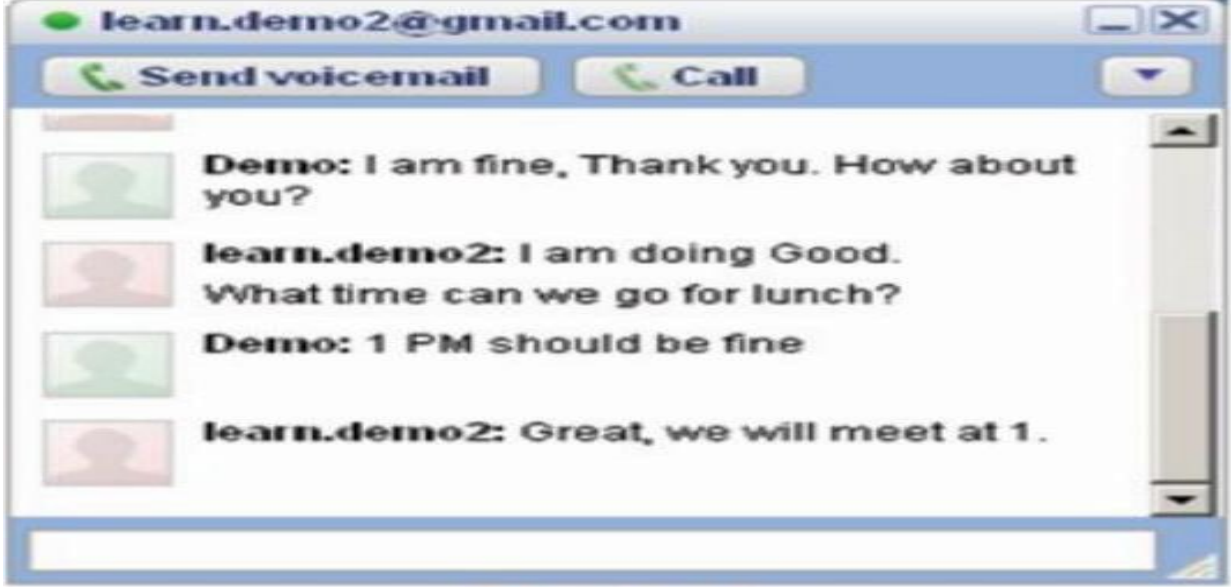 learn.demo2@gmail.com
Send voicemail Call
Demo: I am fine, Thank you. How about
you?
learn.demo2: I am doing Good.
What time can we go for lunch?
Demo: 1 PM should be fine
learn.demo2: Great, we will meet at 1.